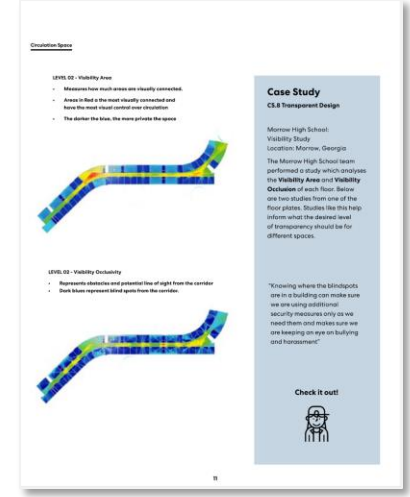 Circulation Space
LEVEL 02 - Visibility Area
• Measures how much areas are visually connected.
• Areas in Red a the most visually connected and
have the most visual control over circulation
• The darker the blue, the more private the space
LEVEL 02 - Visibility Occlusivity
• Represents obstacles and potential line of sight from the corridor
• Dark blues represent blind spots from the corridor.
Case Study
CS.8 Transparent Design
Morrow High School:
Visibility Study
Location: Morrow, Georgia
The Morrow High School team
performed a study which analyses
the Visibility Area and Visibility
Occlusion of each floor. Below
are two studies from one of the
floor plates. Studies like this help
inform what the desired level
of transparency should be for
different spaces.
"Knowing where the blindspots
are in a building can make sure
we are using additional
security measures only as we
need them and makes sure we
are keeping an eye on bullying
and harassment"
Check it out!
11